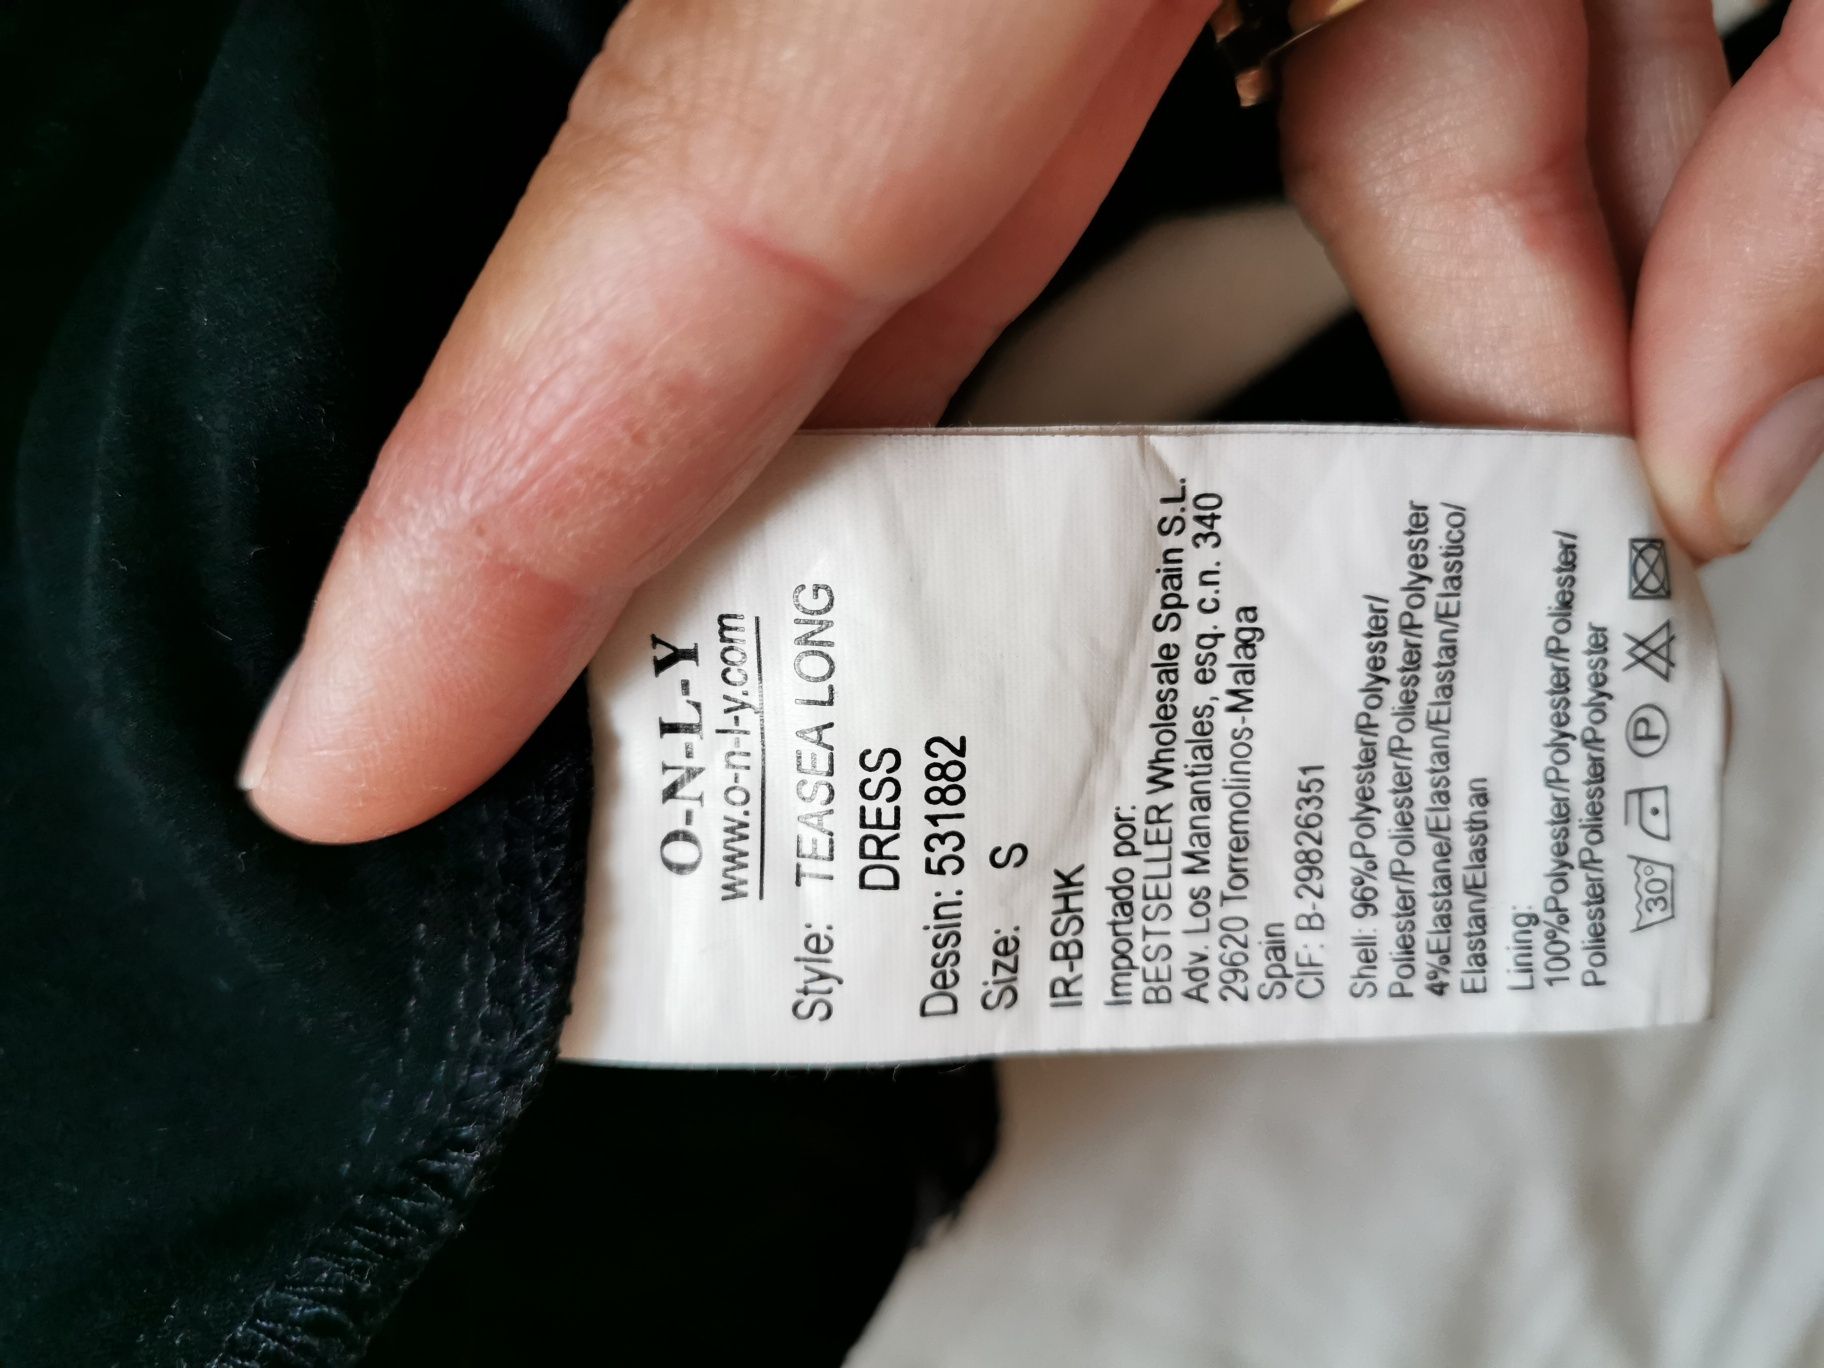 O-N-L-Y
www.o-n-l-y.com
Style: TEASEA LONG
DRESS
Dessin: 531882
Size: S
IR-BSHK
Importado por:
BESTSELLER Wholesale Spain S.L.
Adv. Los Manantiales, esq. c.n. 340
29620 Torremolinos-Malaga
Spain
CIF: B-29826351
Shell: 96%Polyester/Polyester/
Poliester/Poliester/Poliester/Polyester
4%Elastane/Elastan/Elastan/Elastico/
Elastan/Elasthan
Lining:
100%Polyester/Polyester/Poliester/
Poliester/Poliester/Polyester
30° P